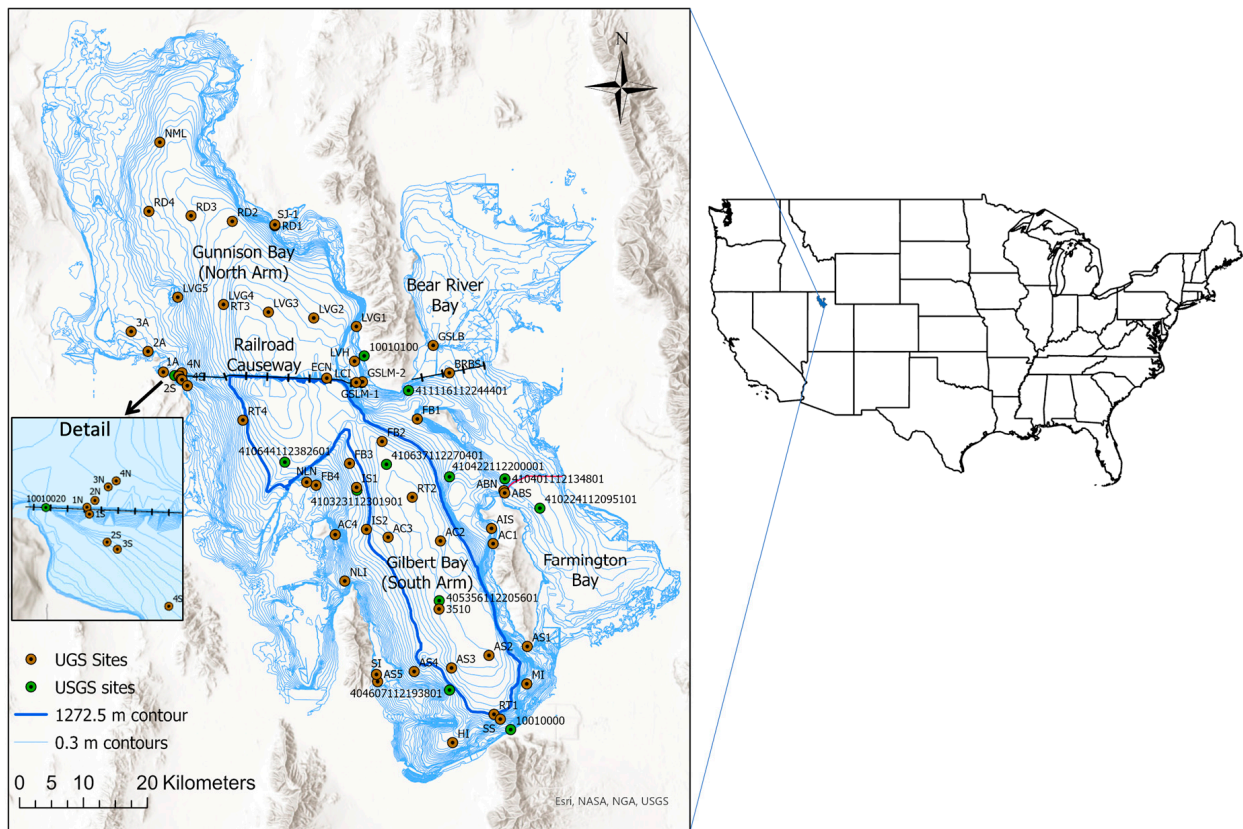 N
NML
RD4
RD3
RD2
SJ-1
RD1
Gunnison Bay
(North Arm)
LVG5
LVG4
RT3
LVG3
LVG2
LVG1
Bear River
Bay
3A
2A
1A
4N
4S
2S
Railroad
Causeway
LVH
10010100
GSLB
ECN
LCI
GSLM-2
GSLM-1
BRBS
411116112244401
FB1
RT4
FB2
410644112382601
FB3
410637112270401
410422112200001
410401112134801
NLN
FB4
IS1
410323112301901
RT2
ABN
ABS
410224112095101
AC4
IS2
AC3
AC2
AIS
AC1
Gilbert Bay
(South Arm)
Farmington
Bay
NLI
405356112205601
3510
AS1
AS2
AS3
AS4
SI
AS5
404607112193801
MI
RT1
SS
10010000
HI
Detail
4N
3N
2N
10010020
1N
1S
2S
3S
4S
UGS Sites
USGS sites
1272.5 m contour
0.3 m contours
0 5 10 20 Kilometers
Esri, NASA, NGA, USGS